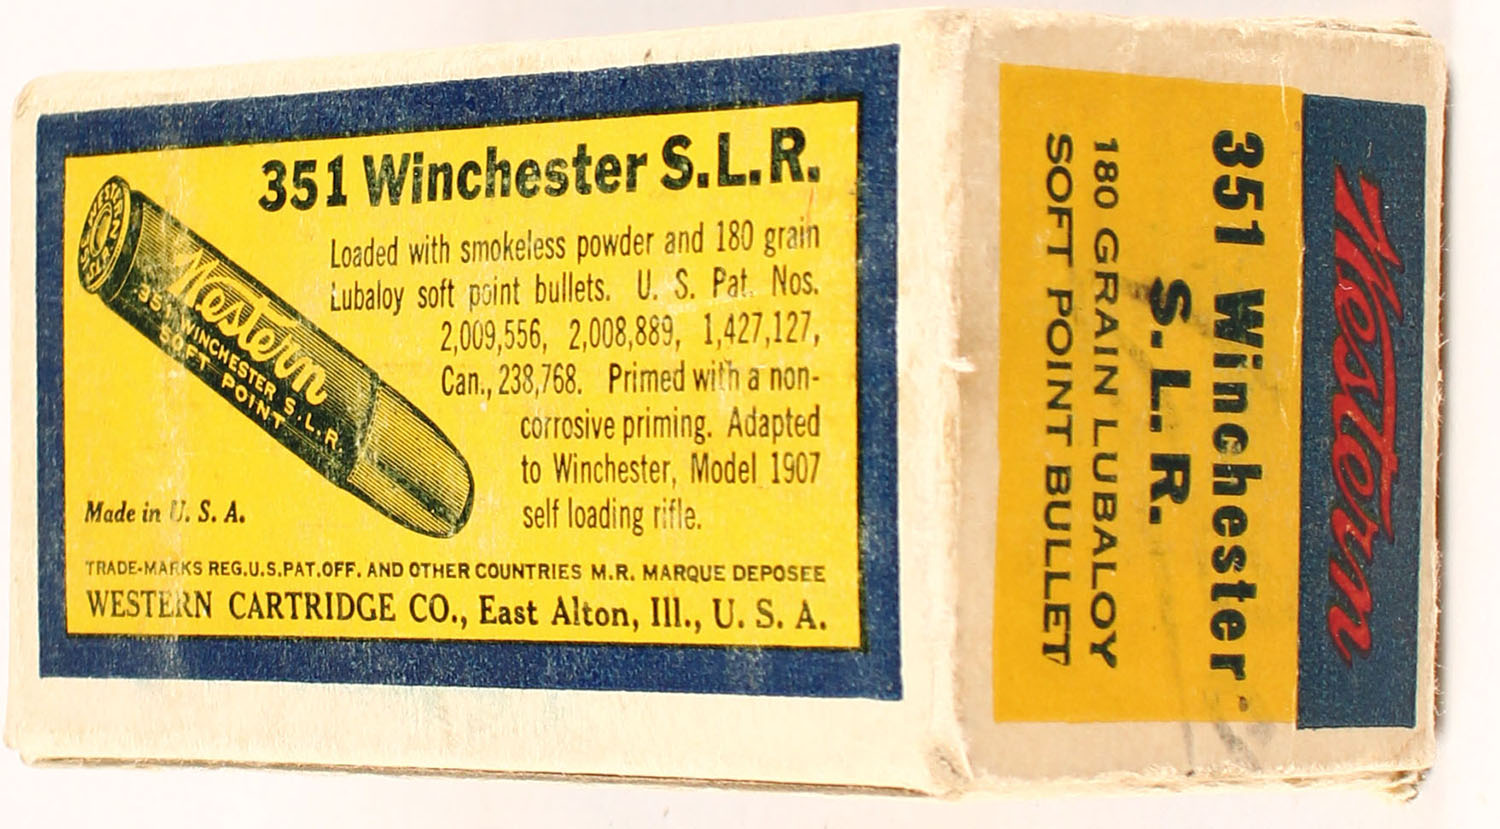 351 Winchester S.L.R.
Loaded with smokeless powder and 180 grain
Lubaloy soft point bullets. U. S. Pat. Nos.
2,009,556, 2,008,889, 1,427,127,
Can., 238,768. Primed with a non-
corrosive priming. Adapted
to Winchester, Model 1907
self loading rifle.
WESTERN
S.L.R.
Western
351 WINCHESTER S.L.R.
SOFT POINT
Made in U. S. A.
TRADE-MARKS REG.U.S.PAT.OFF. AND OTHER COUNTRIES M.R. MARQUE DEPOSEE
WESTERN CARTRIDGE CO., East Alton, Ill., U. S. A.
Western
351 Winchester
S.L.R.
180 GRAIN LUBALOY
SOFT POINT BULLET